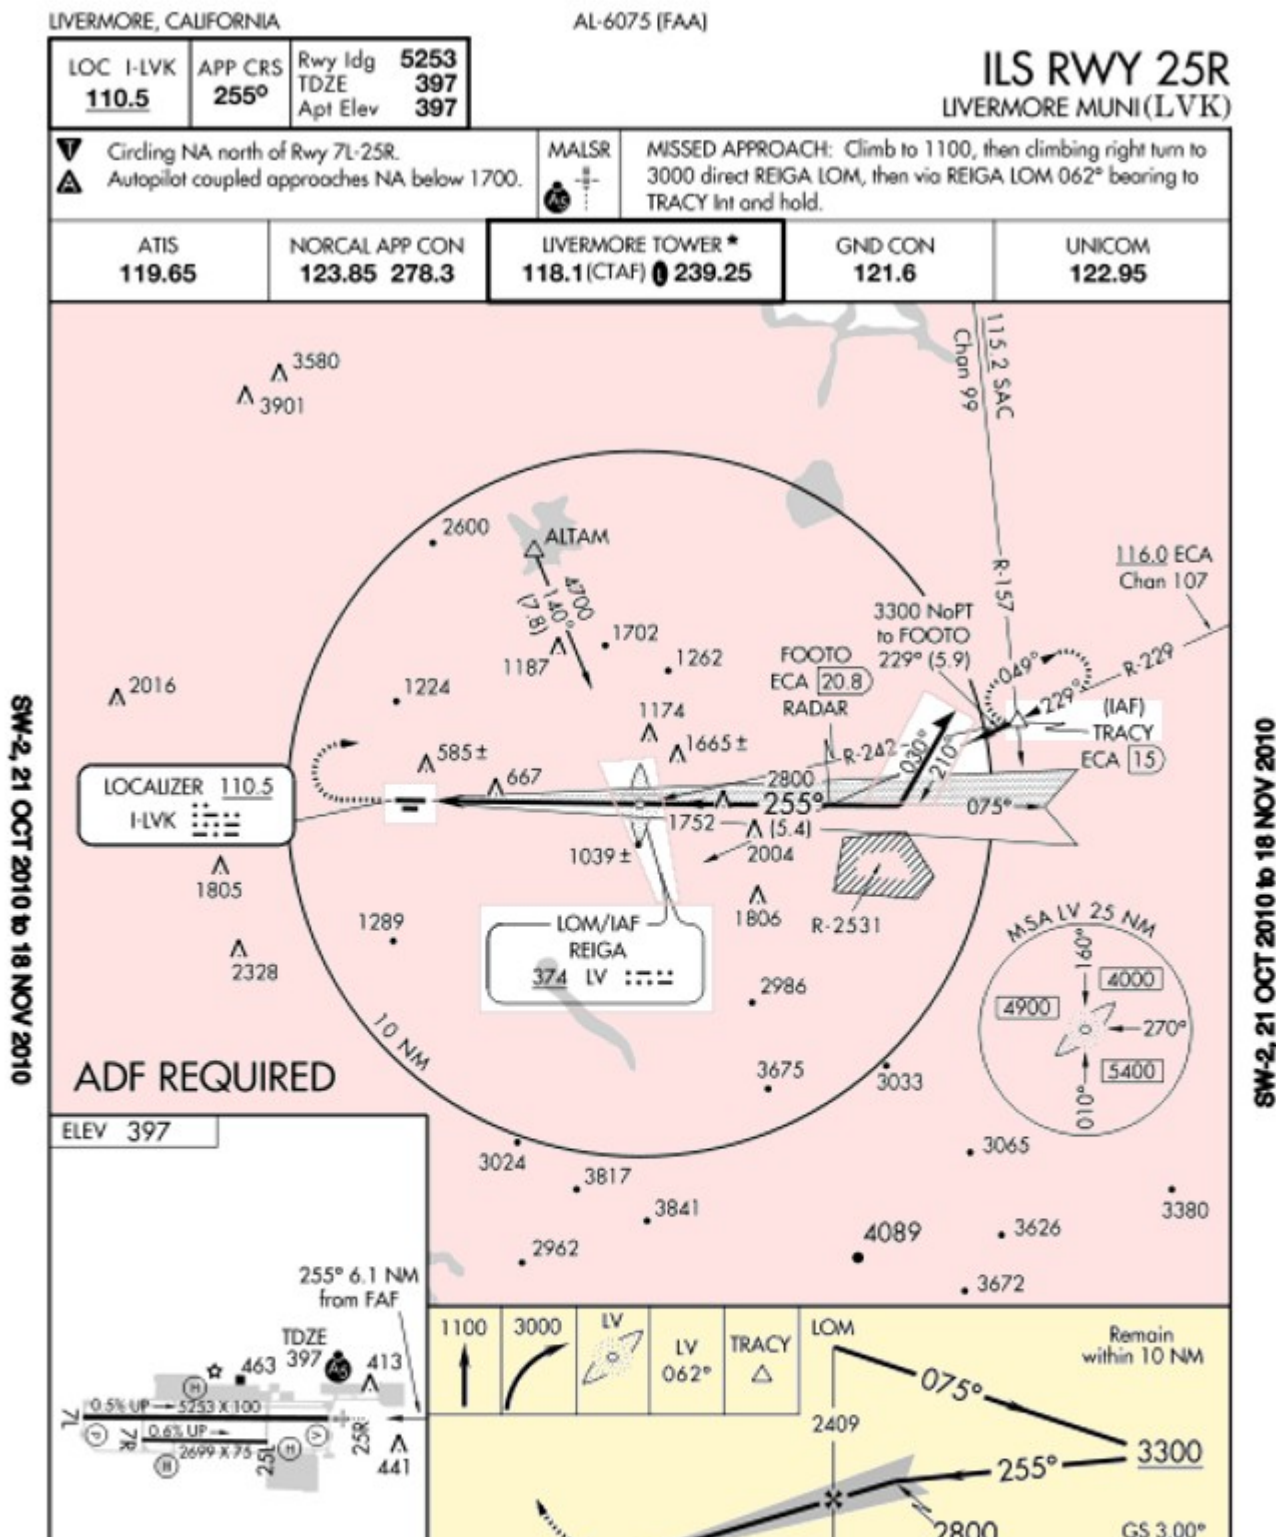 LIVERMORE, CALIFORNIA
AL-6075 (FAA)
LOC I-LVK
110.5
APP CRS
255°
Rwy ldg 5253
TDZE 397
Apt Elev 397
ILS RWY 25R
LIVERMORE MUNI(LVK)
T
A
Circling NA north of Rwy 7L-25R.
Autopilot coupled approaches NA below 1700.
MALSR
A5
MISSED APPROACH: Climb to 1100, then climbing right turn to
3000 direct REIGA LOM, then via REIGA LOM 062° bearing to
TRACY Int and hold.
ATIS
119.65
NORCAL APP CON
123.85 278.3
LIVERMORE TOWER*
118.1(CTAF) L 239.25
GND CON
121.6
UNICOM
122.95
115.2 SAC
Chan 99
3580
3901
2600
ALTAM
4700
140°
(7.8)
R-157
116.0 ECA
Chan 107
3300 NoPT
to FOOTO
229° (5.9)
1702
1187
1262
FOOTO
ECA 20.8
RADAR
049°
229°
R-229
(IAF)
TRACY
ECA 15
2016
1224
1174
1665±
R-242
030°
210°
585±
667
LOCALIZER 110.5
I-LVK
2800
255°
075°
1752
(5.4)
2004
1039±
1805
1806
R-2531
1289
2328
LOM/IAF
REIGA
374 LV
2986
MSA LV 25 NM
160°
4000
4900
270°
5400
010°
10 NM
ADF REQUIRED
3675
3033
ELEV 397
3024
3817
3841
3065
3380
4089
3626
2962
3672
255° 6.1 NM
from FAF
TDZE
397
A5
413
463
H
0.5% UP
5253 X 100
7L
P
7R
0.6% UP
2699 X 75
25L
H
V
25R
441
H
1100
3000
LV
LV
062°
TRACY
LOM
Remain
within 10 NM
075°
2409
255°
3300
2800
GS 3.00°
SW-2, 21 OCT 2010 to 18 NOV 2010
SW-2, 21 OCT 2010 to 18 NOV 2010